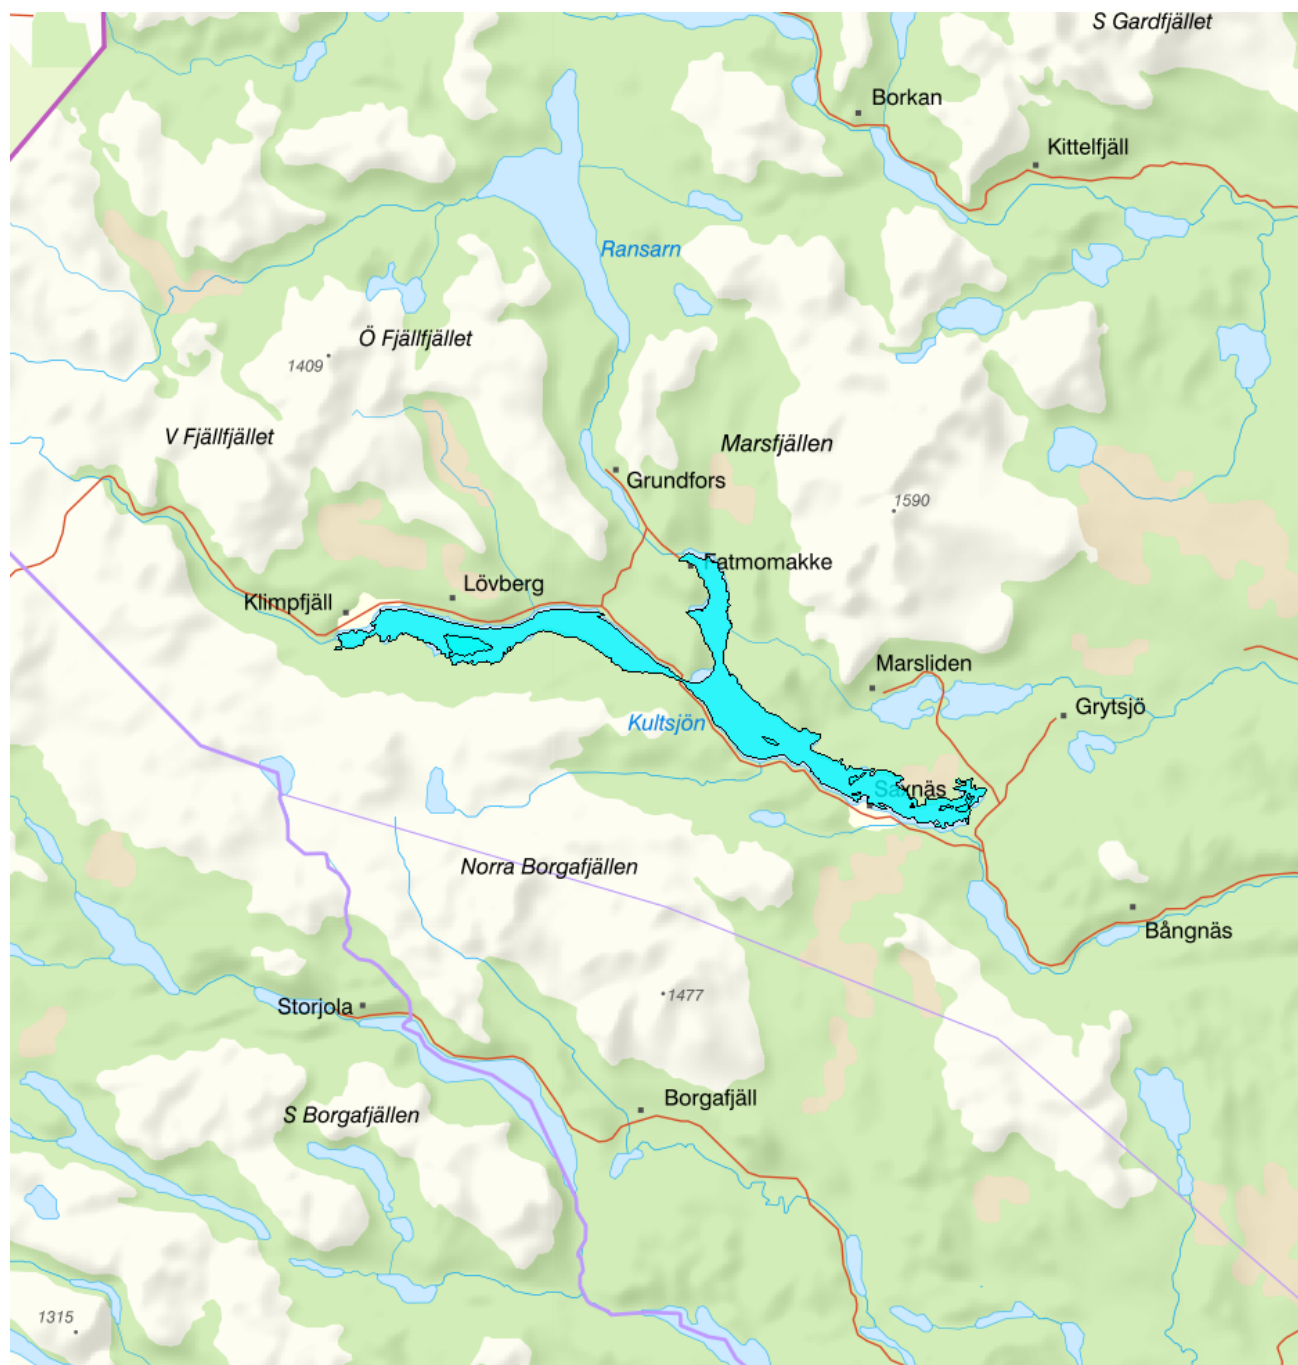 S Gardfjället
Borkan
Kittelfjäll
Ransarn
Ö Fjällfjället
1409
V Fjällfjället
Marsfjällen
Grundfors
1590
Fatmomakke
Lövberg
Klimpfjäll
Marsliden
Grytsjö
Kultsjön
Saxnäs
Norra Borgafjällen
Bångnäs
1477
Storjola
Borgafjäll
S Borgafjällen
1315